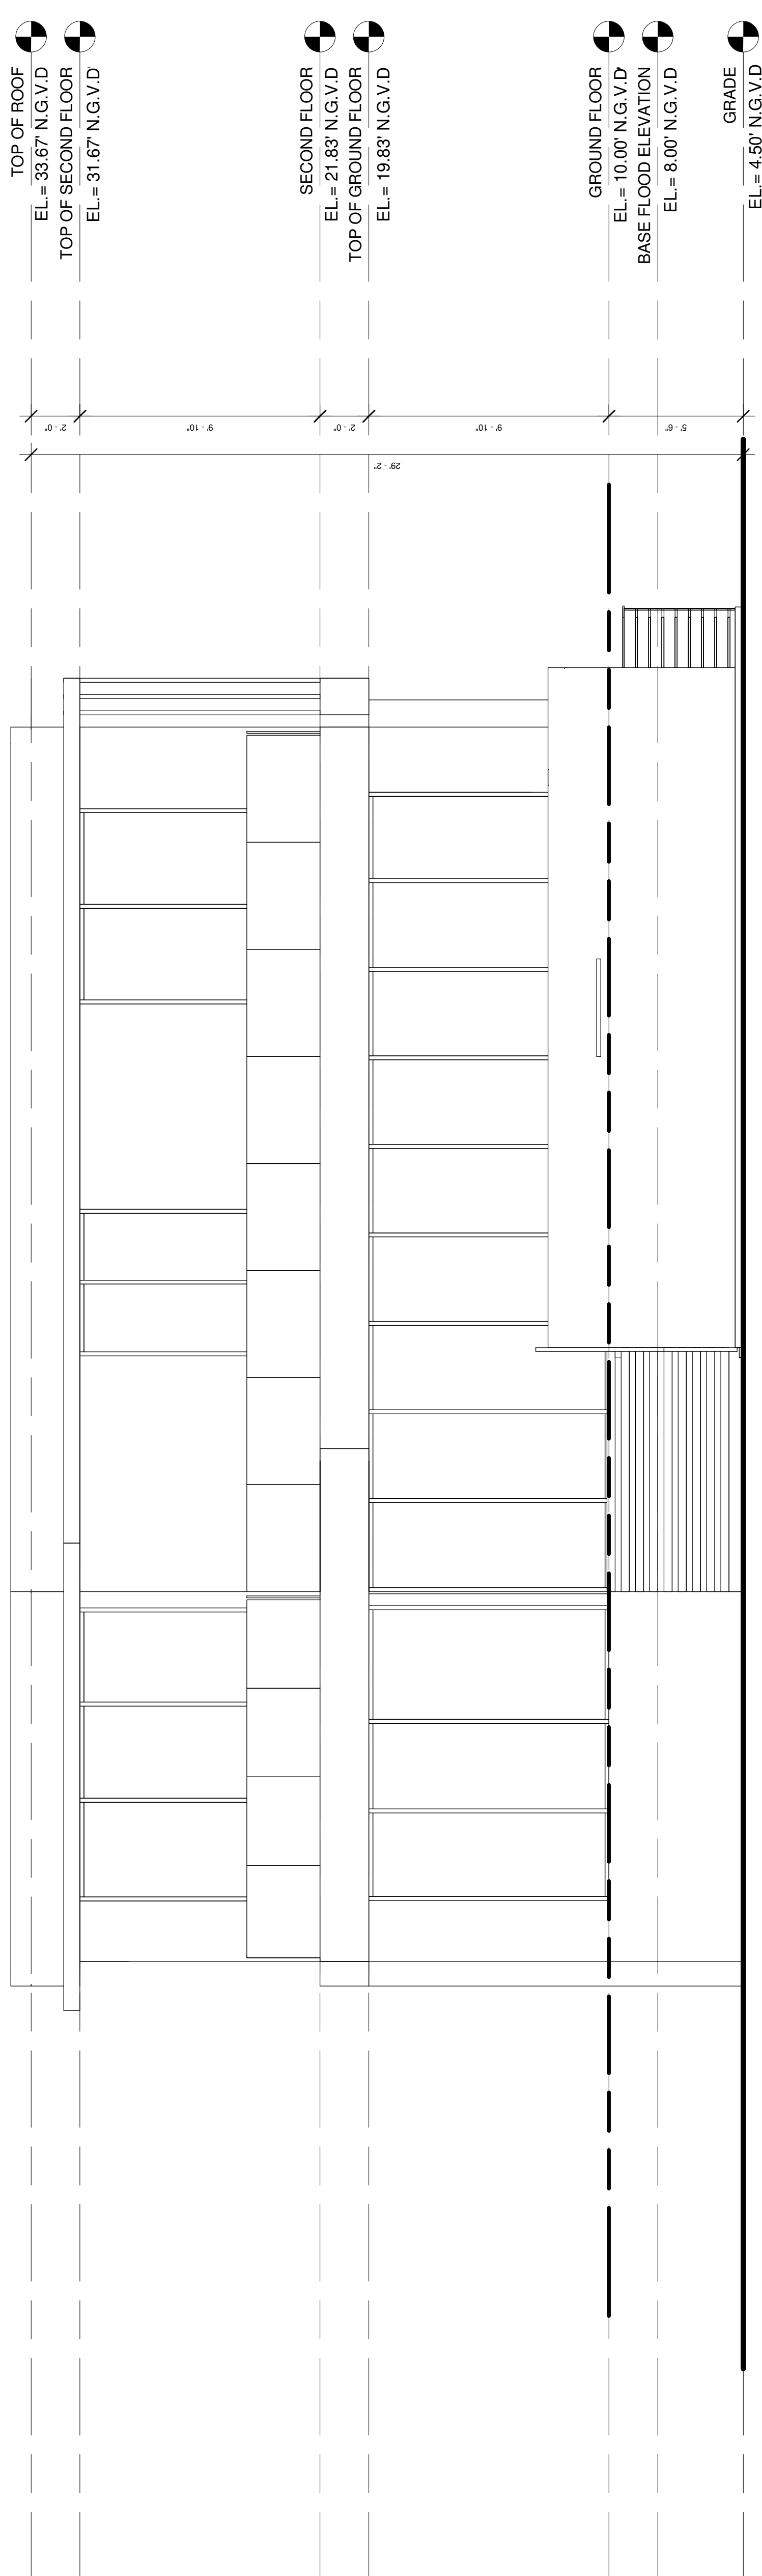 TOP OF ROOF
EL.= 33.67' N.G.V.D
TOP OF SECOND FLOOR
EL.= 31.67' N.G.V.D
SECOND FLOOR
EL.= 21.83' N.G.V.D
TOP OF GROUND FLOOR
EL.= 19.83' N.G.V.D
GROUND FLOOR
EL.= 10.00' N.G.V.D'
BASE FLOOD ELEVATION
EL.= 8.00' N.G.V.D
GRADE
EL.= 4.50' N.G.V.D
2' - 0"
9' - 10"
2' - 0"
9' - 10"
5' - 6"
29' - 2"